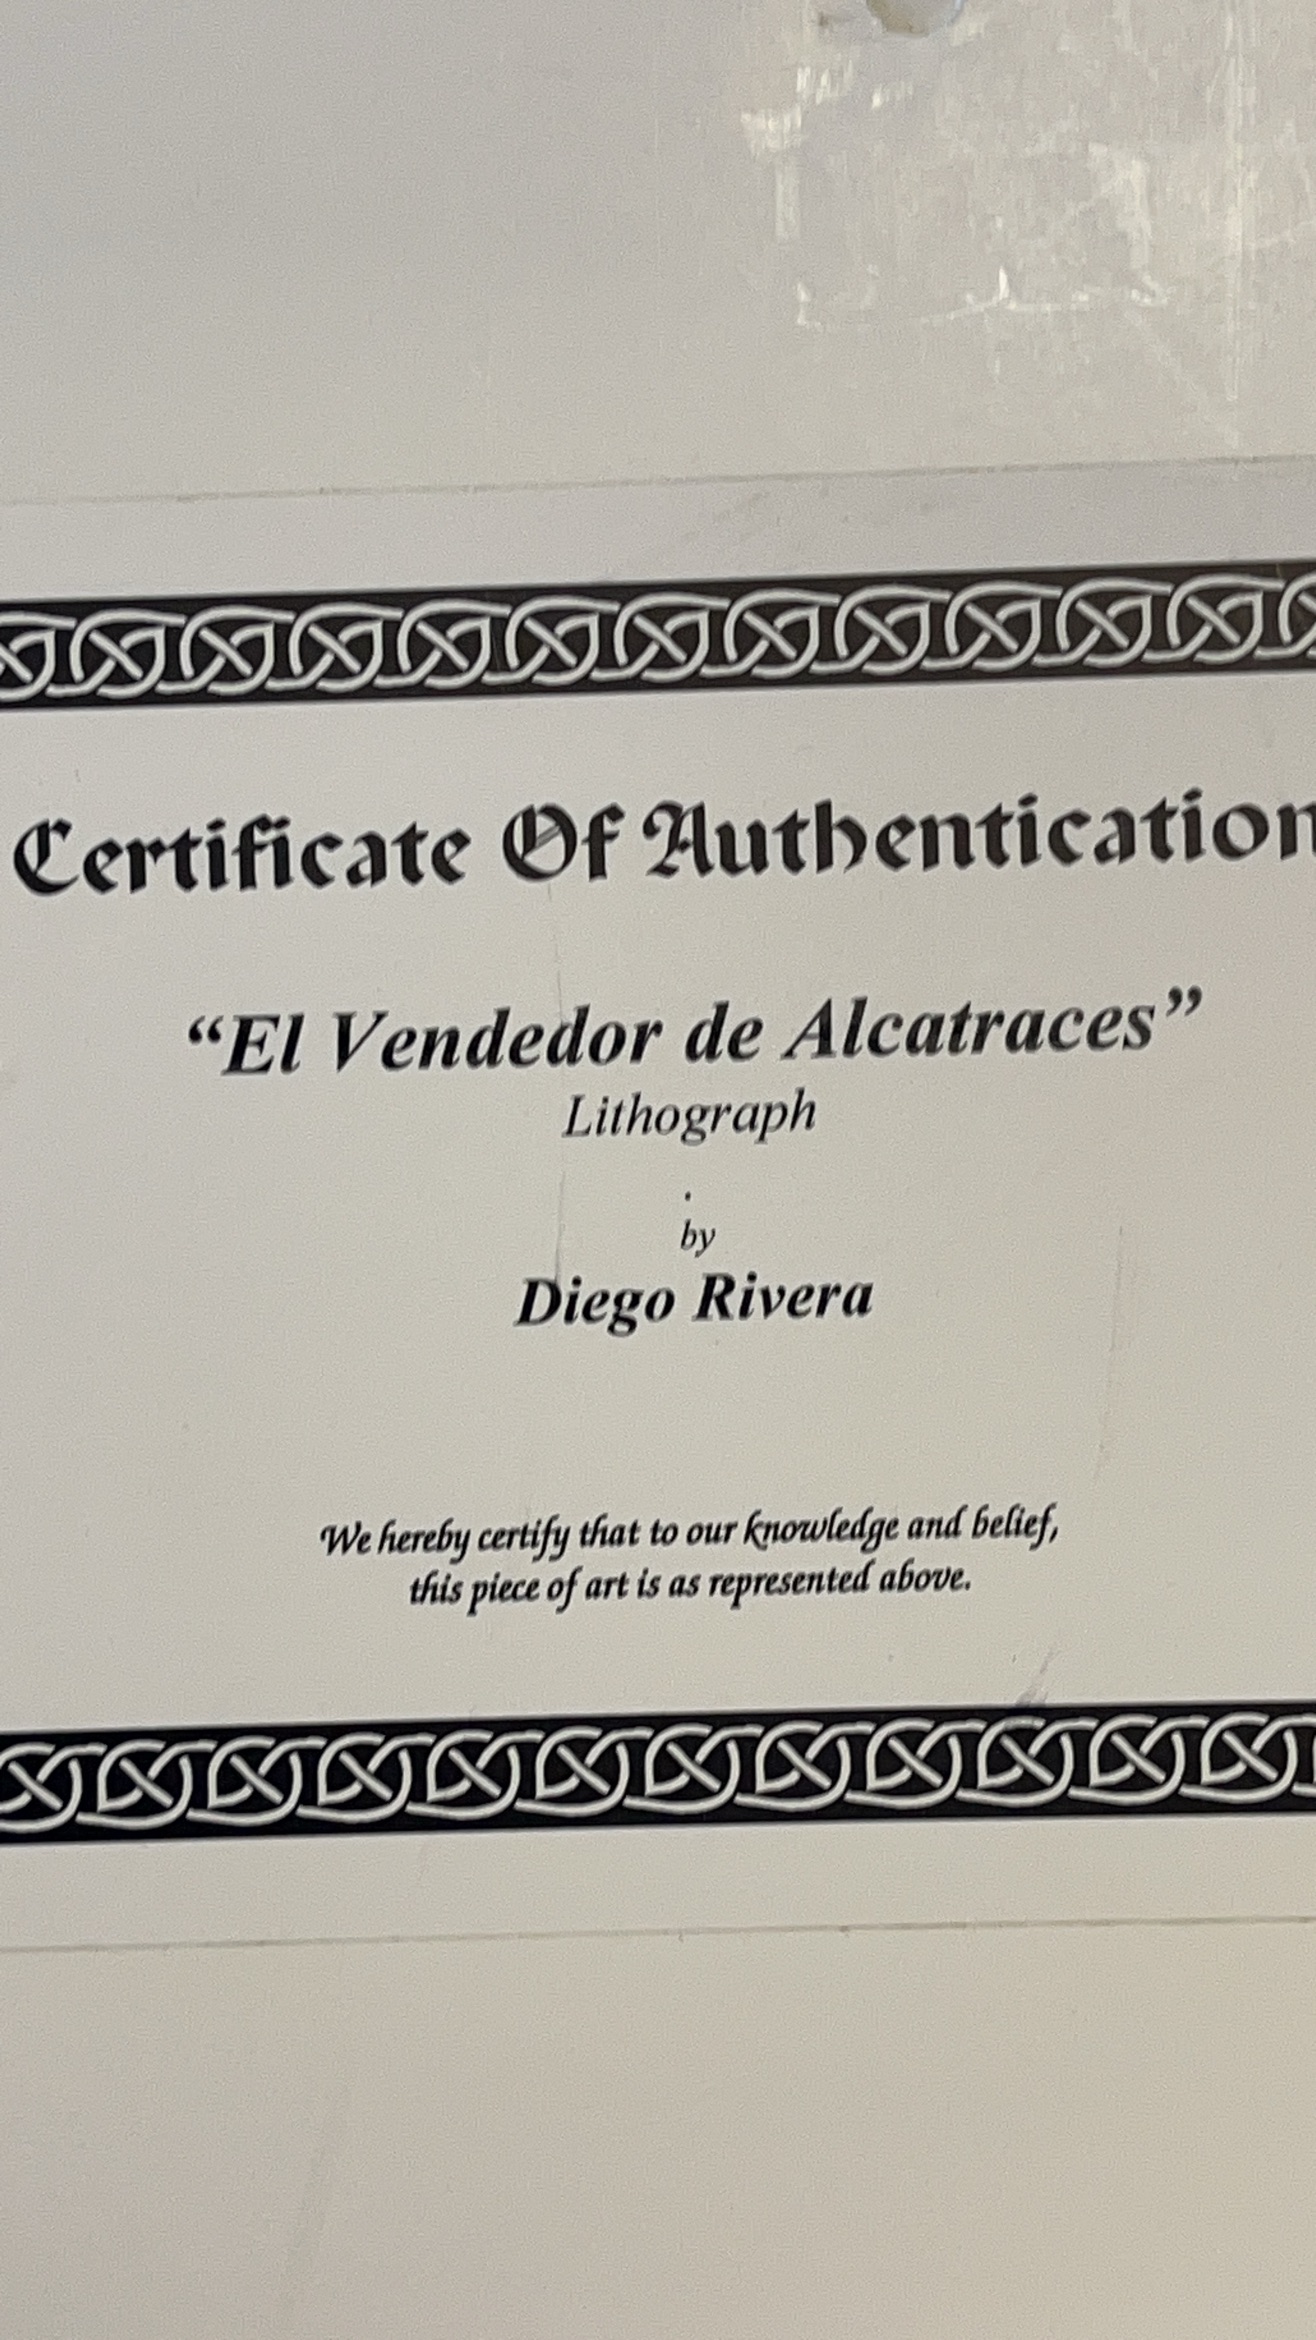 Certificate Of Authentication
“El Vendedor de Alcatraces”
Lithograph
.
by
Diego Rivera
We hereby certify that to our knowledge and belief,
this piece of art is as represented above.